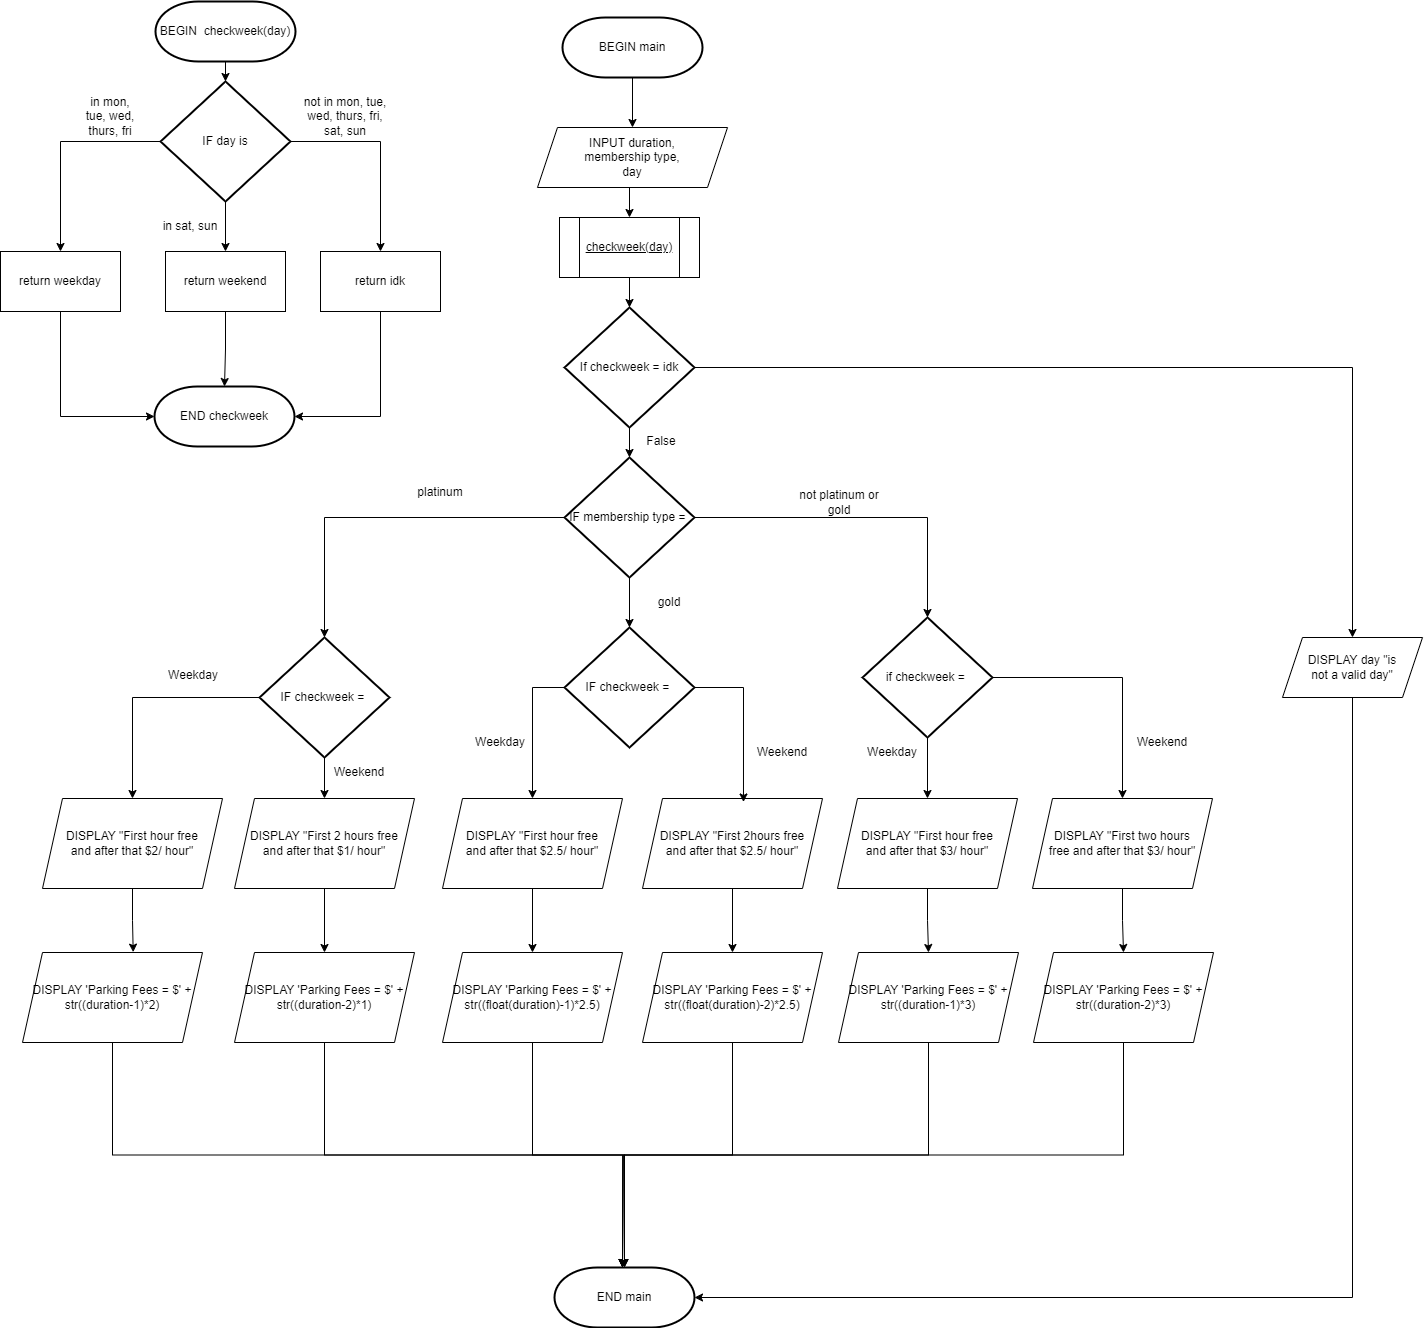 BEGIN  checkweek(day)
in mon,
tue, wed,
thurs, fri
not in mon, tue,
wed, thurs, fri,
sat, sun
IF day is
in sat, sun
return weekday
return weekend
return idk
END checkweek
BEGIN main
INPUT duration,
membership type,
day
checkweek(day)
If checkweek = idk
False
platinum
IF membership type =
not platinum or
gold
gold
DISPLAY day "is
not a valid day"
Weekday
IF checkweek =
Weekend
Weekday
IF checkweek =
Weekend
Weekday
if checkweek =
Weekend
DISPLAY "First hour free
and after that $2/ hour"
DISPLAY "First 2 hours free
and after that $1/ hour"
DISPLAY "First hour free
and after that $2.5/ hour"
DISPLAY "First 2hours free
and after that $2.5/ hour"
DISPLAY "First hour free
and after that $3/ hour"
DISPLAY "First two hours
free and after that $3/ hour"
DISPLAY 'Parking Fees = $' +
str((duration-1)*2)
DISPLAY 'Parking Fees = $' +
str((duration-2)*1)
DISPLAY 'Parking Fees = $' +
str((float(duration)-1)*2.5)
DISPLAY 'Parking Fees = $' +
str((float(duration)-2)*2.5)
DISPLAY 'Parking Fees = $' +
str((duration-1)*3)
DISPLAY 'Parking Fees = $' +
str((duration-2)*3)
END main